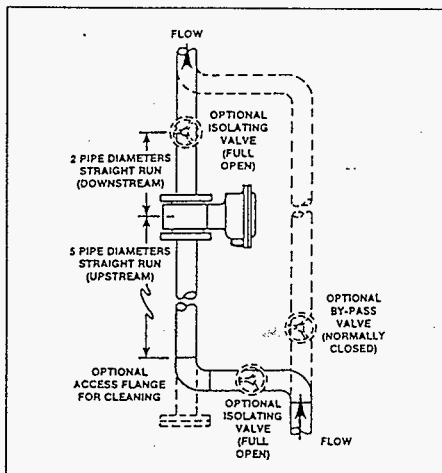 FLOW
OPTIONAL
ISOLATING
VALVE
(FULL
OPEN)
2 PIPE DIAMETERS
STRAIGHT RUN
(DOWNSTREAM)
5 PIPE DIAMETERS
STRAIGHT RUN
(UPSTREAM)
OPTIONAL
BY-PASS
VALVE
(NORMALLY
CLOSED)
OPTIONAL
ACCESS FLANGE
FOR CLEANING
OPTIONAL
ISOLATING
VALVE
(FULL
OPEN)
FLOW